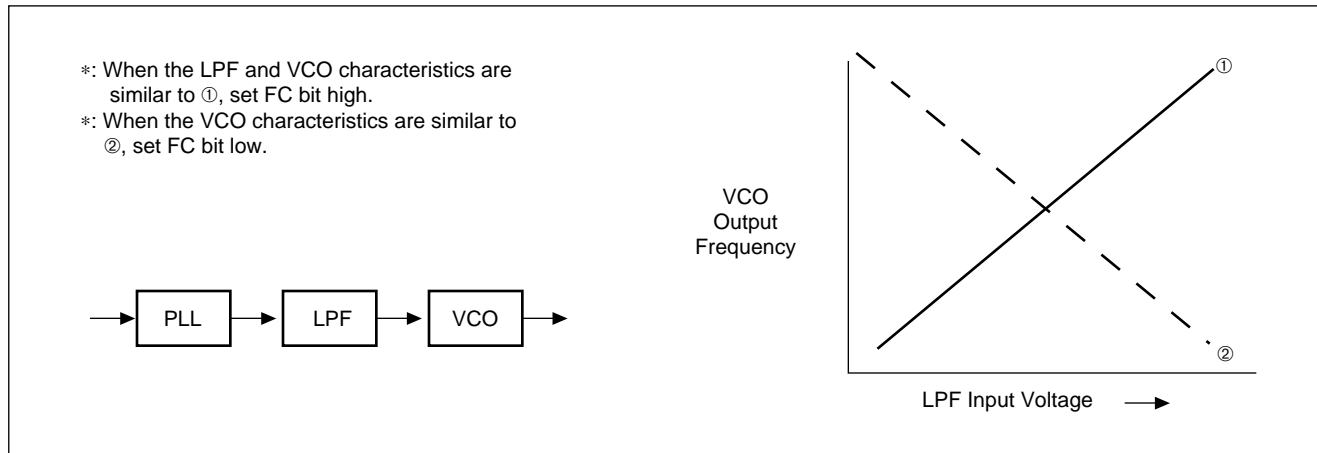 ∗: When the LPF and VCO characteristics are
similar to ①, set FC bit high.
∗: When the VCO characteristics are similar to
②, set FC bit low.
PLL
LPF
VCO
VCO
Output
Frequency
①
②
LPF Input Voltage